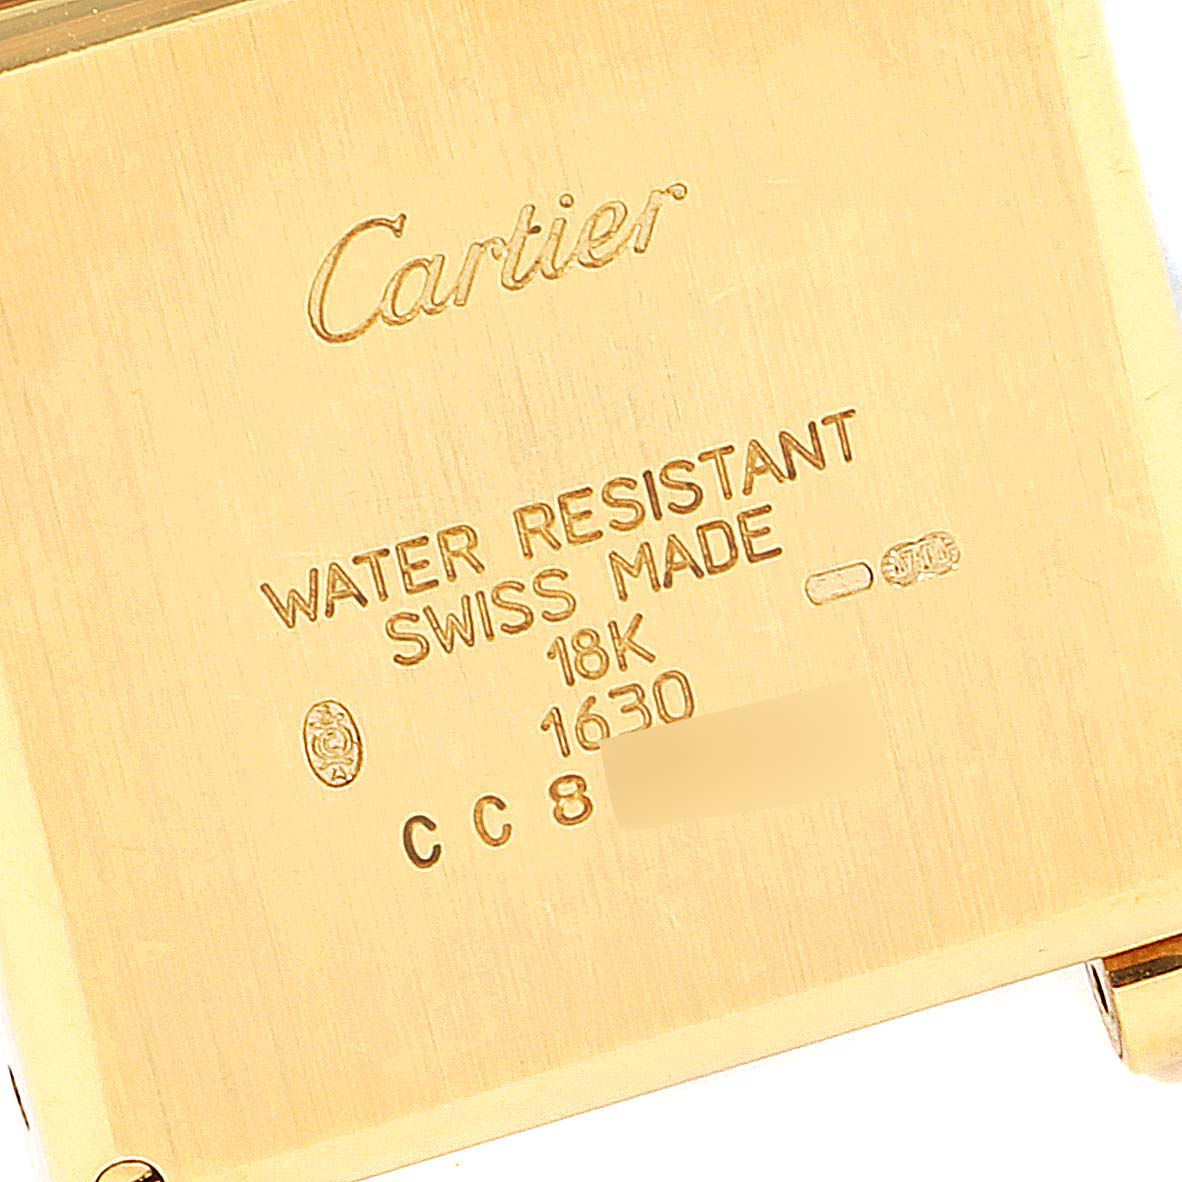 Cartier
WATER RESISTANT
SWISS MADE
18K
1630
CC8